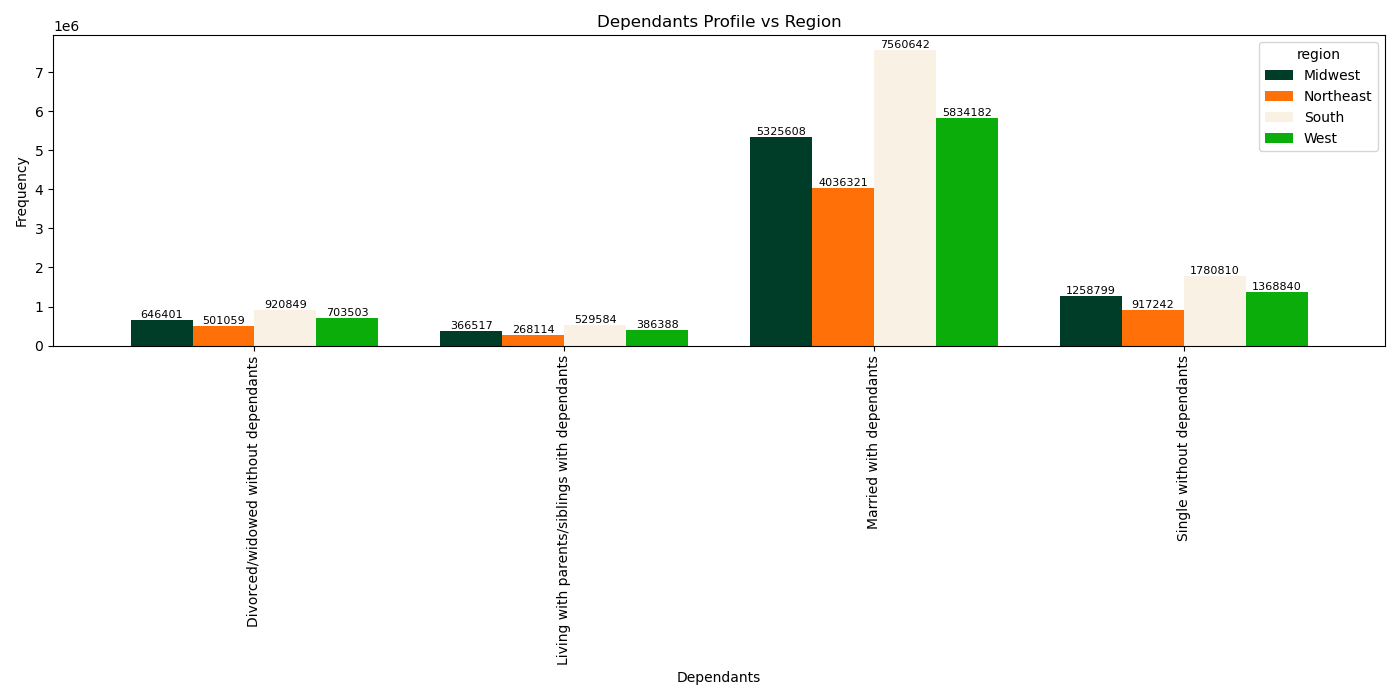 Dependants Profile vs Region
1e6
Frequency
7
6
5
4
3
2
1
0
region
Midwest
Northeast
South
West
646401
501059
920849
703503
366517
268114
529584
386388
5325608
4036321
7560642
5834182
1258799
917242
1780810
1368840
Divorced/widowed without dependants
Living with parents/siblings with dependants
Married with dependants
Single without dependants
Dependants